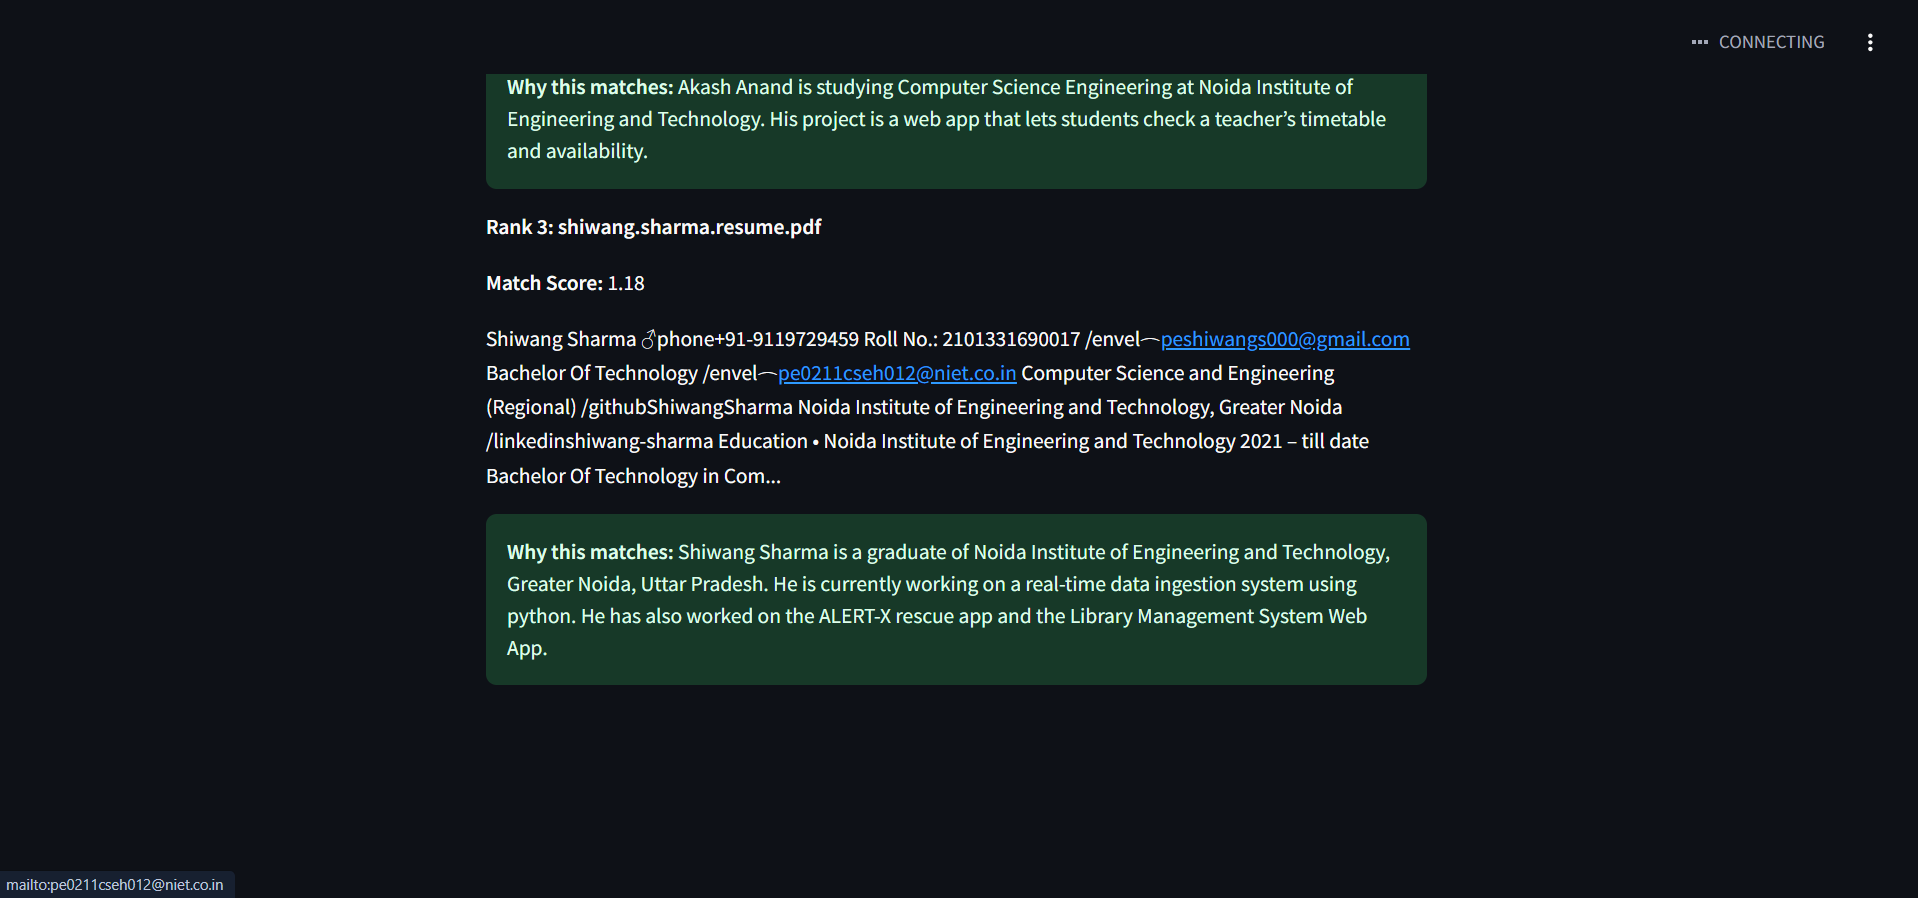 CONNECTING
Why this matches: Akash Anand is studying Computer Science Engineering at Noida Institute of
Engineering and Technology. His project is a web app that lets students check a teacher’s timetable
and availability.
Rank 3: shiwang.sharma.resume.pdf
Match Score: 1.18
Shiwang Sharma ♂phone+91-9119729459 Roll No.: 2101331690017 /envel⌢peshiwangs000@gmail.com
Bachelor Of Technology /envel⌢pe0211cseh012@niet.co.in Computer Science and Engineering
(Regional) /githubShiwangSharma Noida Institute of Engineering and Technology, Greater Noida
/linkedinshiwang-sharma Education • Noida Institute of Engineering and Technology 2021 – till date
Bachelor Of Technology in Com...
Why this matches: Shiwang Sharma is a graduate of Noida Institute of Engineering and Technology,
Greater Noida, Uttar Pradesh. He is currently working on a real-time data ingestion system using
python. He has also worked on the ALERT-X rescue app and the Library Management System Web
App.
mailto:pe0211cseh012@niet.co.in